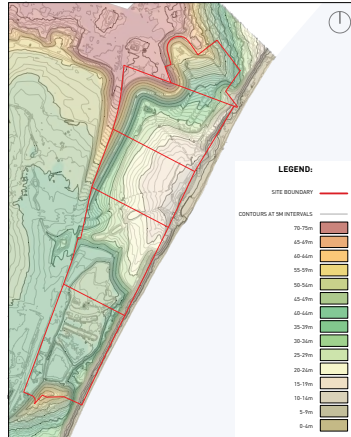 LEGEND:
SITE BOUNDARY
CONTOURS AT 5M INTERVALS
70-75m
65-69m
60-64m
55-59m
50-54m
45-49m
40-44m
35-39m
30-34m
25-29m
20-24m
15-19m
10-14m
5-9m
0-4m